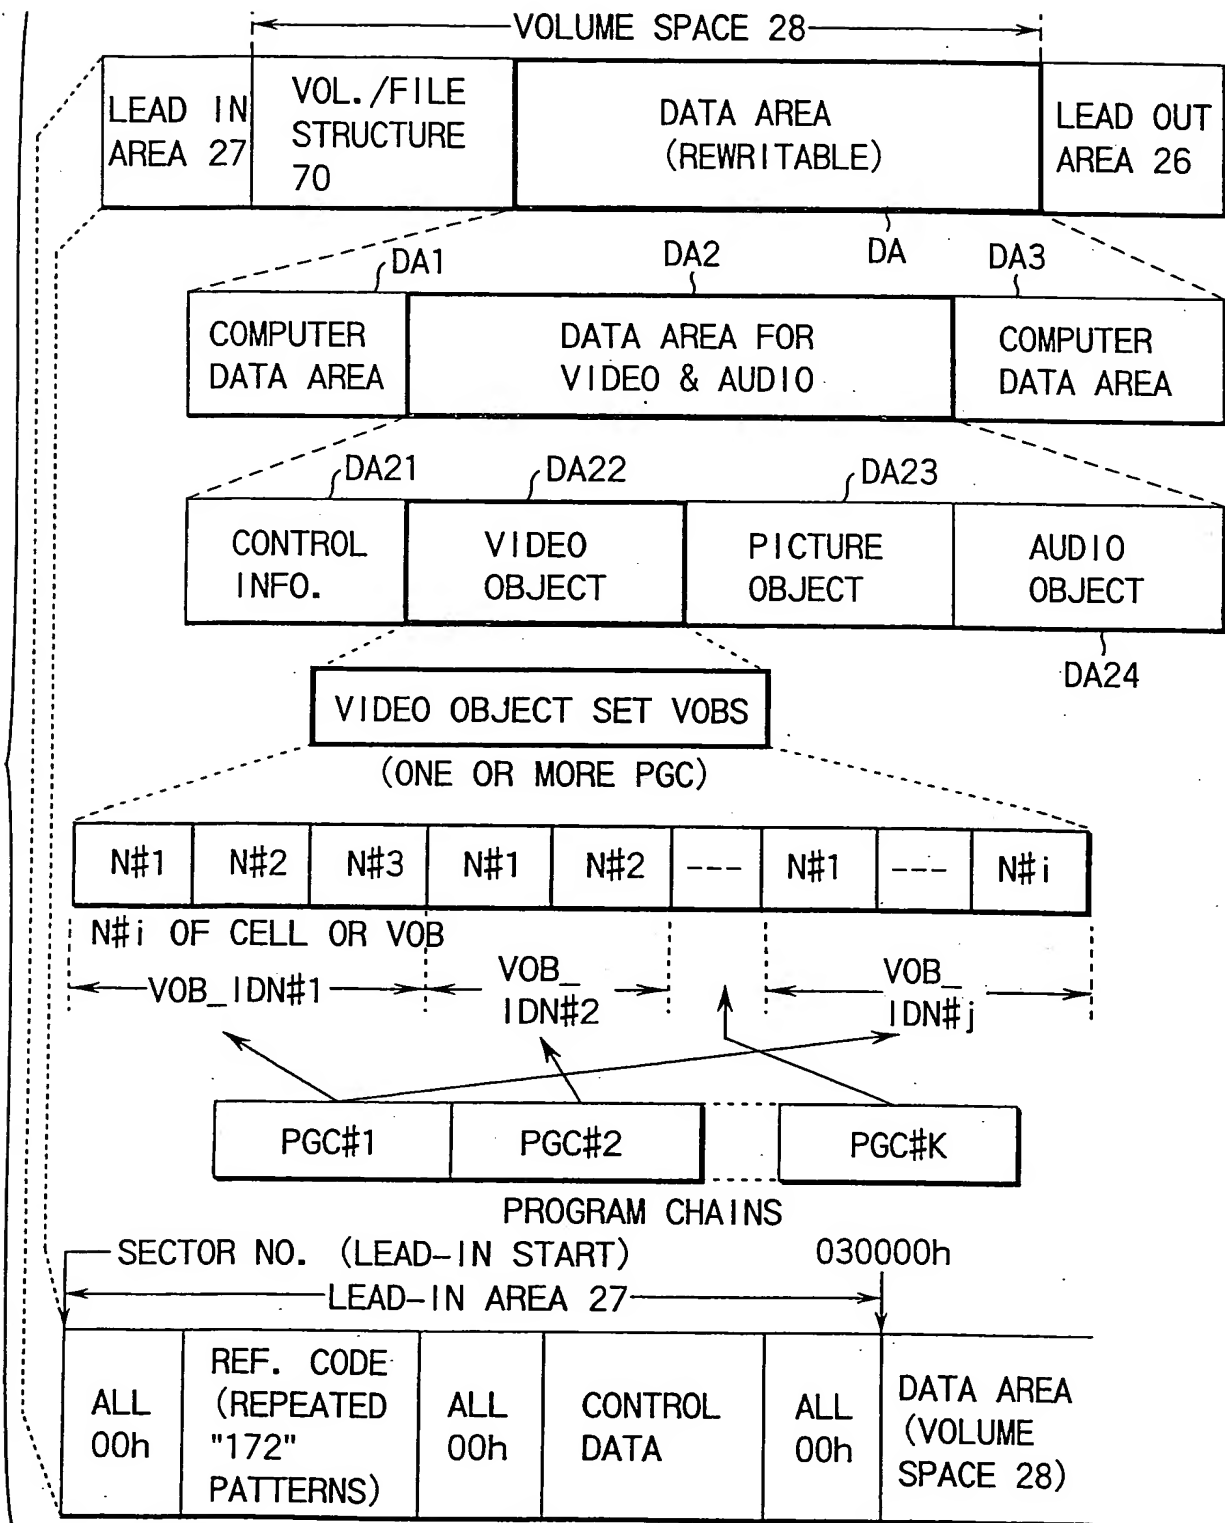 VOLUME SPACE 28
LEAD IN
AREA 27
VOL./FILE
STRUCTURE
70
DATA AREA
(REWRITABLE)
LEAD OUT
AREA 26
DA
DA1
DA2
DA3
COMPUTER
DATA AREA
DATA AREA FOR
VIDEO & AUDIO
COMPUTER
DATA AREA
DA21
DA22
DA23
CONTROL
INFO.
VIDEO
OBJECT
PICTURE
OBJECT
AUDIO
OBJECT
DA24
VIDEO OBJECT SET VOBS
(ONE OR MORE PGC)
N#1 N#2 N#3 N#1 N#2 --- N#1 --- N#i
N#i OF CELL OR VOB
VOB_IDN#1
VOB_
IDN#2
VOB_
IDN#j
PGC#1 PGC#2 PGC#K
PROGRAM CHAINS
SECTOR NO. (LEAD-IN START)
030000h
LEAD-IN AREA 27
ALL
00h
REF. CODE
(REPEATED
"172"
PATTERNS)
ALL
00h
CONTROL
DATA
ALL
00h
DATA AREA
(VOLUME
SPACE 28)